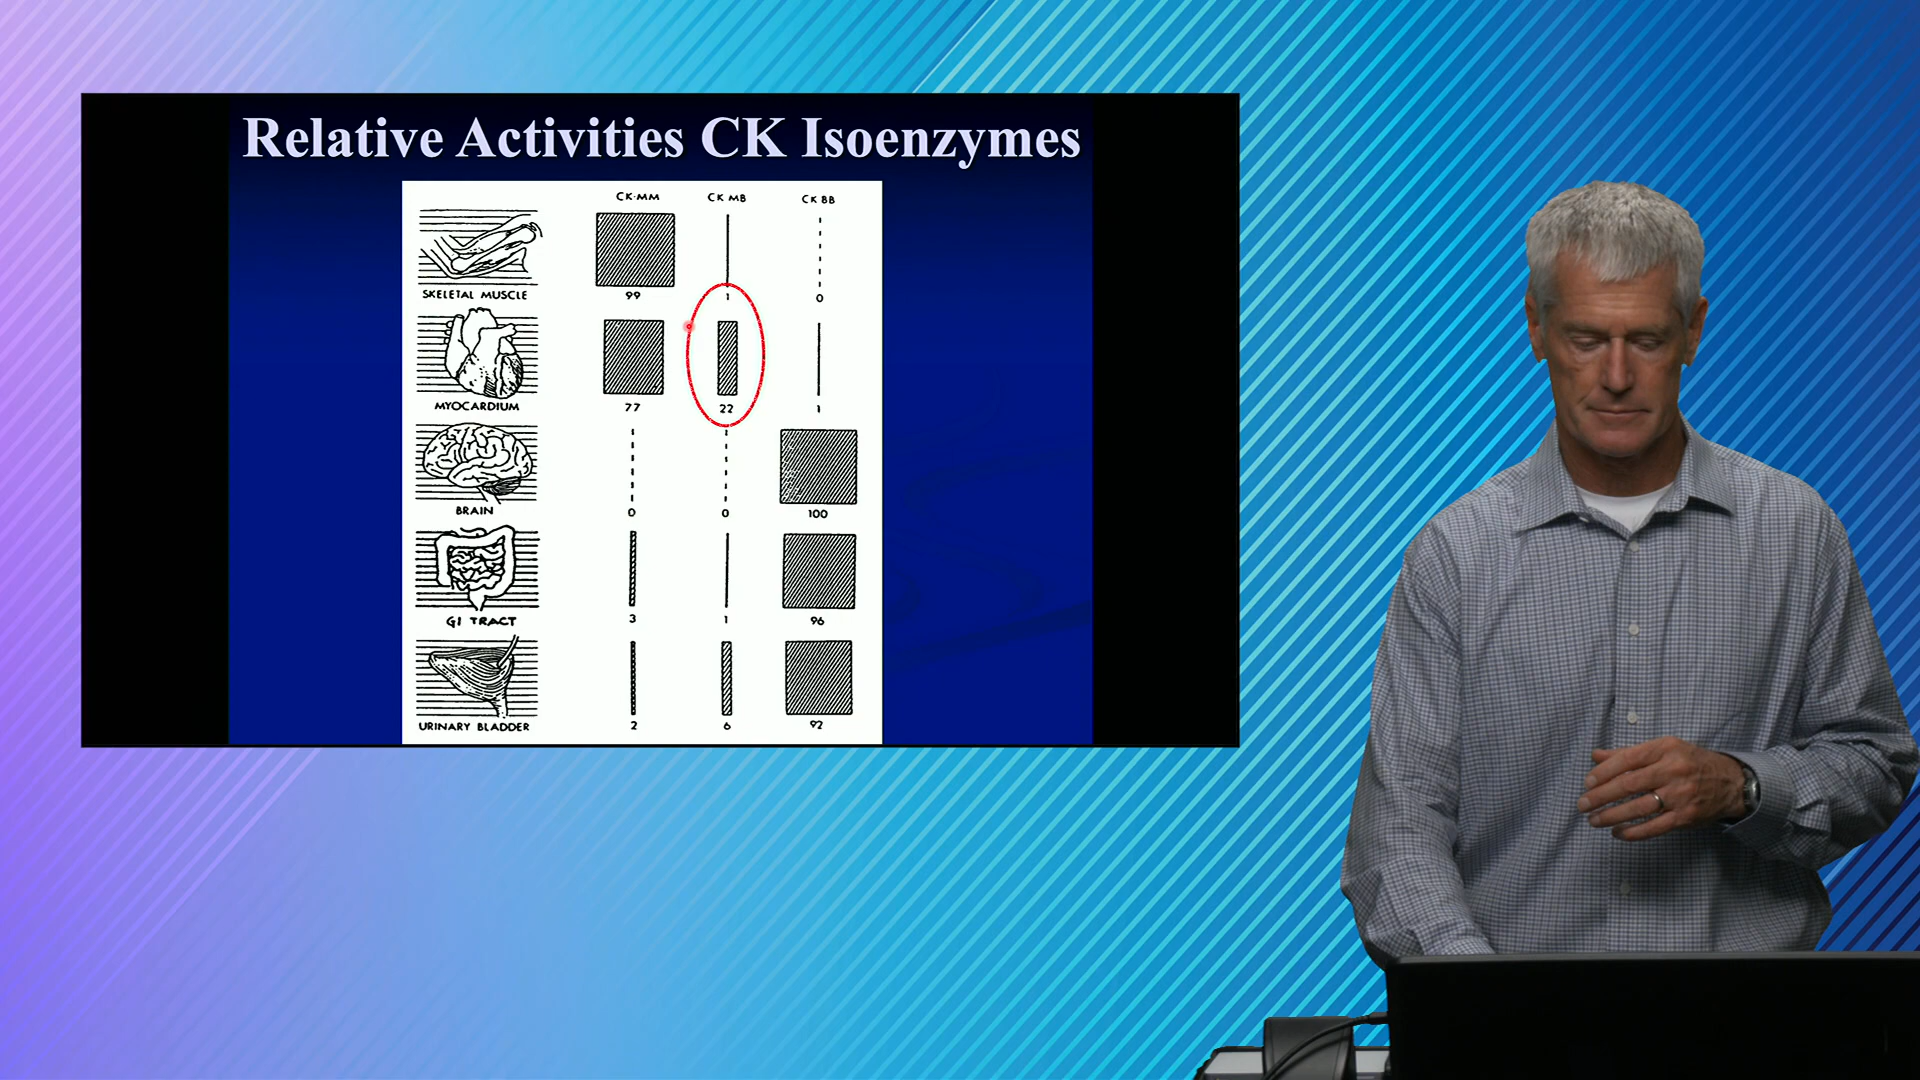 Relative Activities CK Isoenzymes
CK-MM CK MB CK BB
99 1 0
SKELETAL MUSCLE
77 22 1
MYOCARDIUM
0 0 100
BRAIN
3 1 96
GI TRACT
2 6 92
URINARY BLADDER